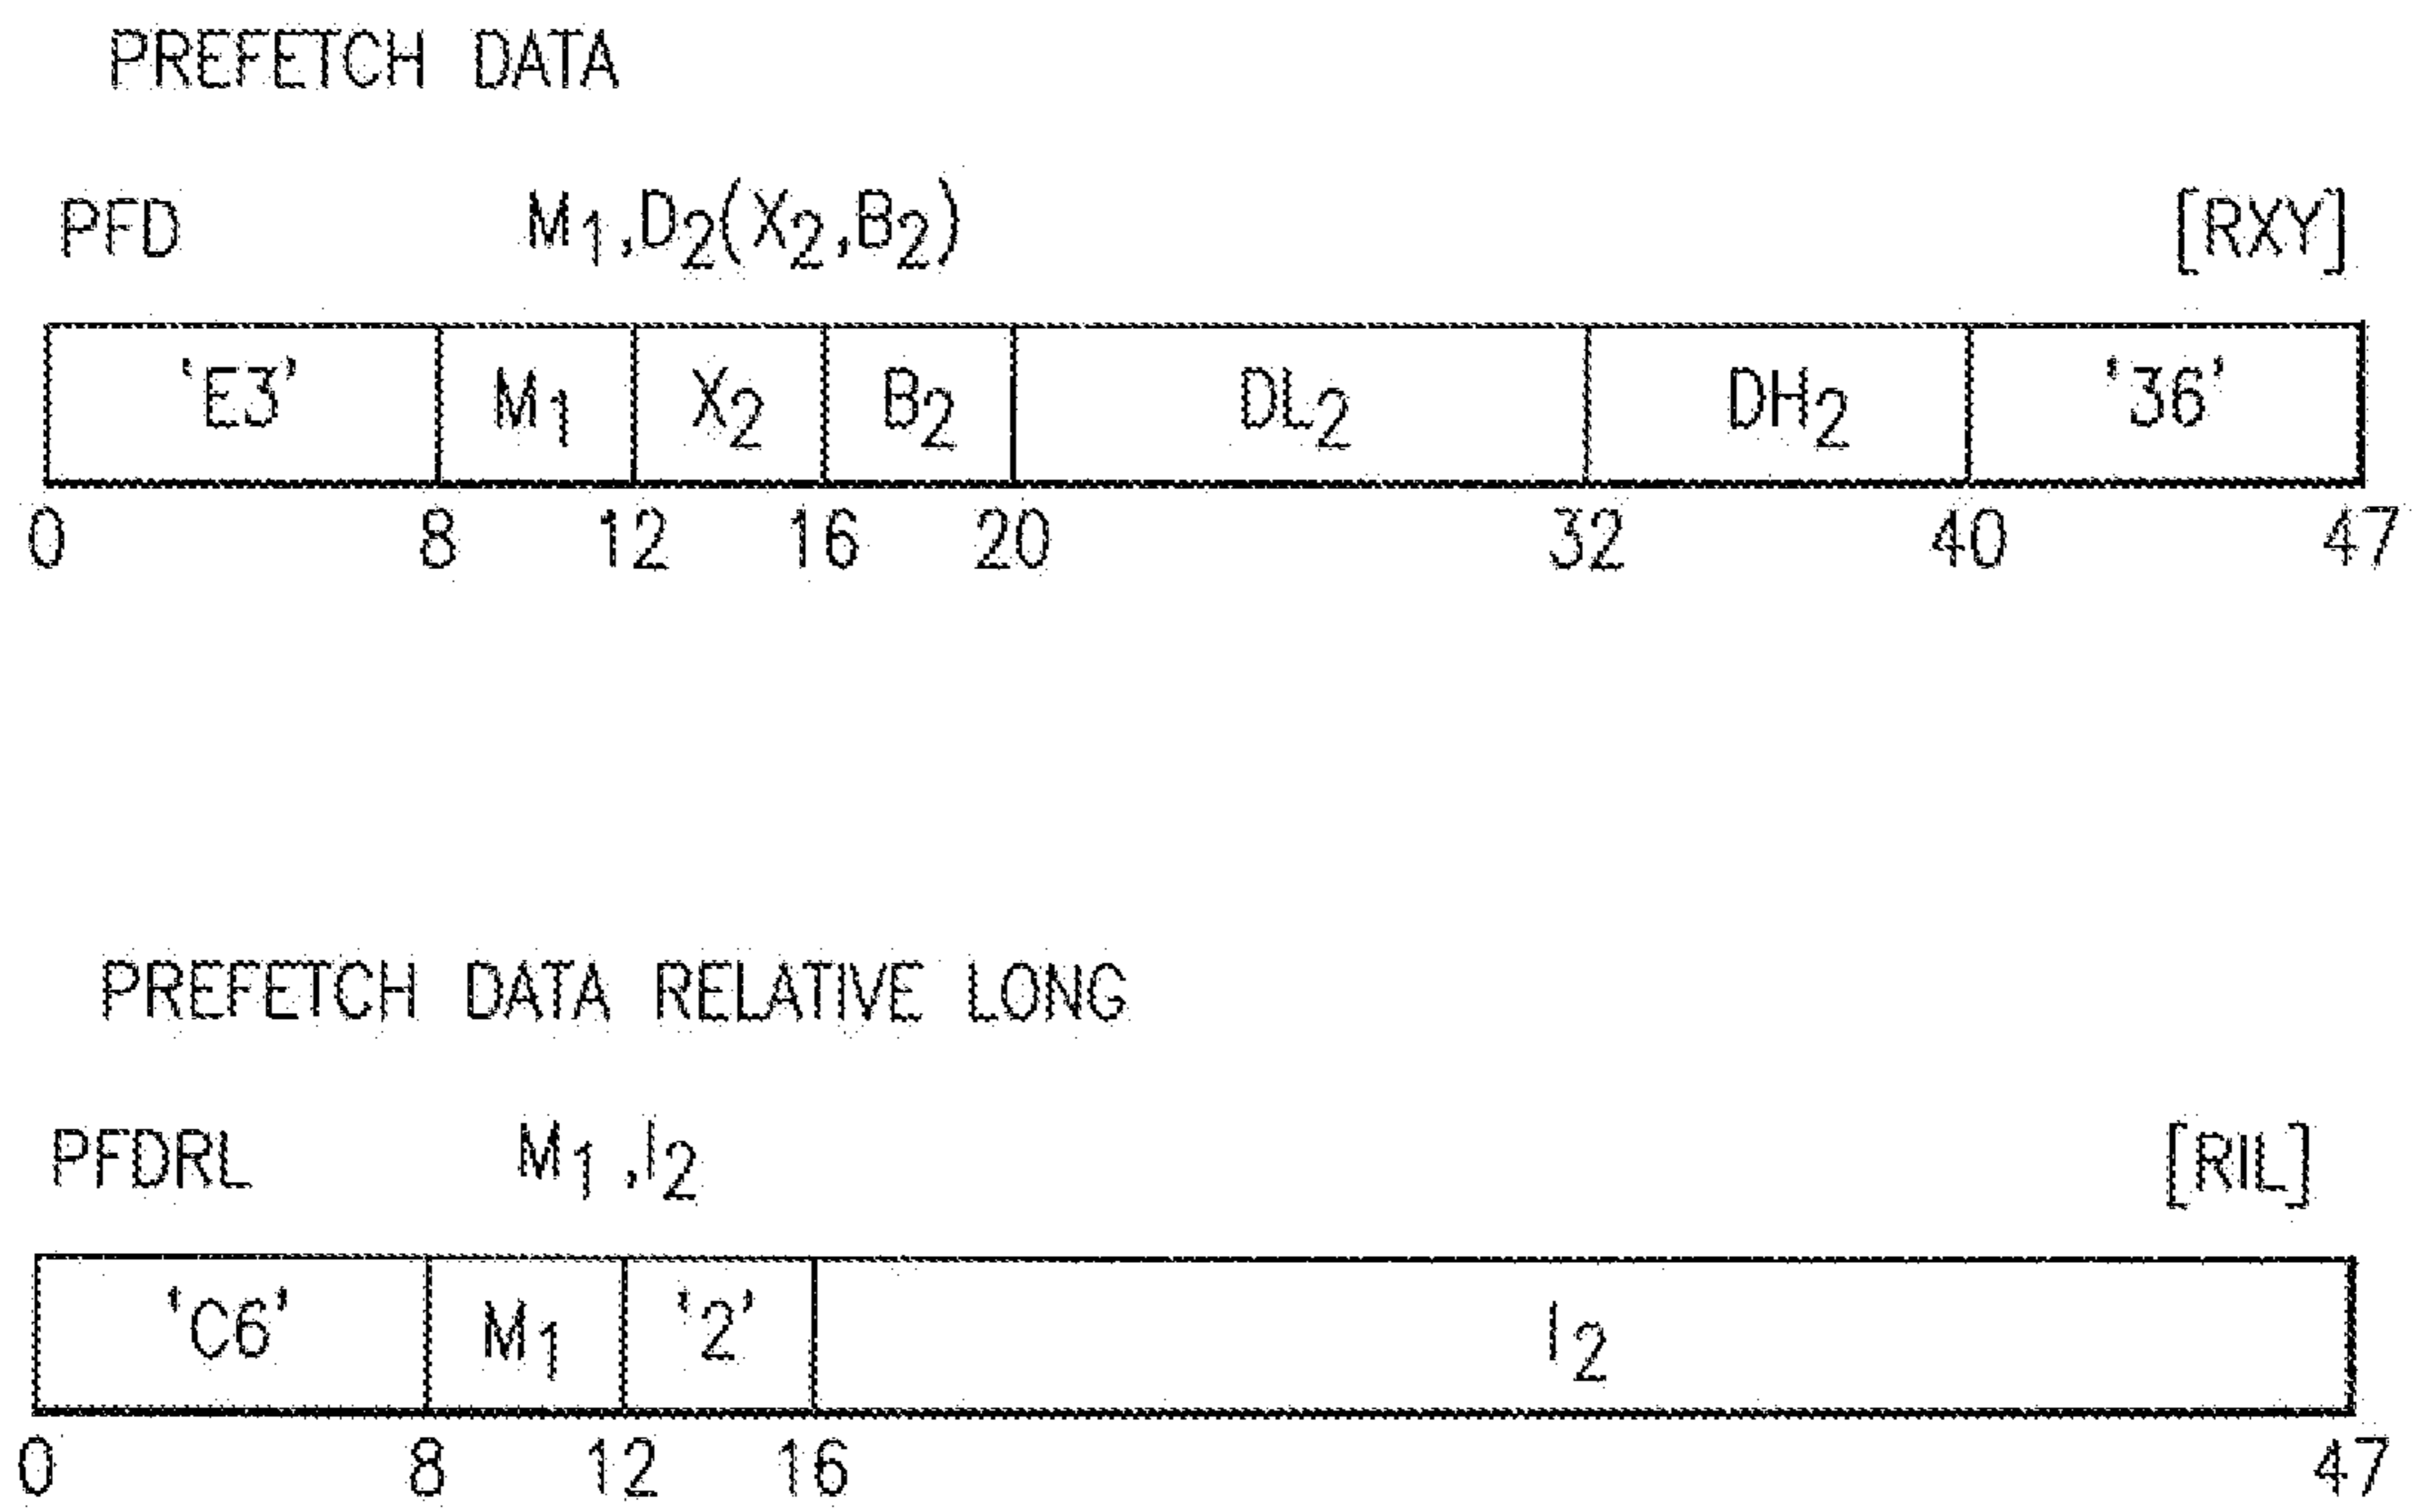 PREFETCH DATA
PFD M1,D2(X2,B2) [RXY]
'E3' M1 X2 B2 DL2 DH2 '36'
0 8 12 16 20 32 40 47
PREFETCH DATA RELATIVE LONG
PFDRL M1,I2 [RIL]
'C6' M1 '2' I2
0 8 12 16 47